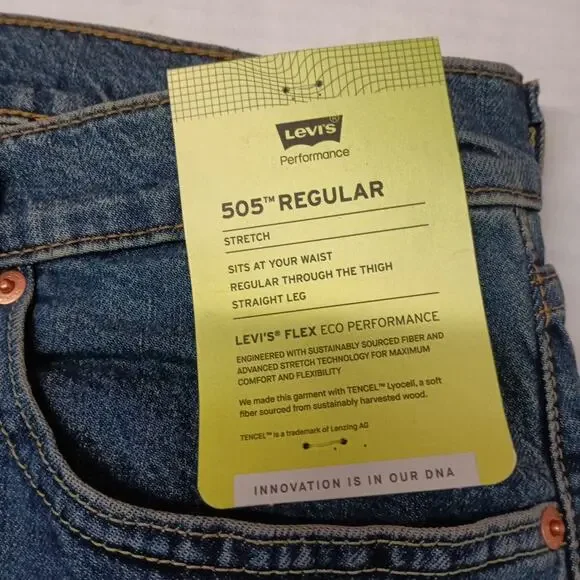 LEVI'S®
Performance
505™ REGULAR
STRETCH
SITS AT YOUR WAIST
REGULAR THROUGH THE THIGH
STRAIGHT LEG
LEVI'S® FLEX ECO PERFORMANCE
ENGINEERED WITH SUSTAINABLY SOURCED FIBER AND
ADVANCED STRETCH TECHNOLOGY FOR MAXIMUM
COMFORT AND FLEXIBILITY
We made this garment with TENCEL™ Lyocell, a soft
fiber sourced from sustainably harvested wood.
TENCEL™ is a trademark of Lenzing AG
INNOVATION IS IN OUR DNA